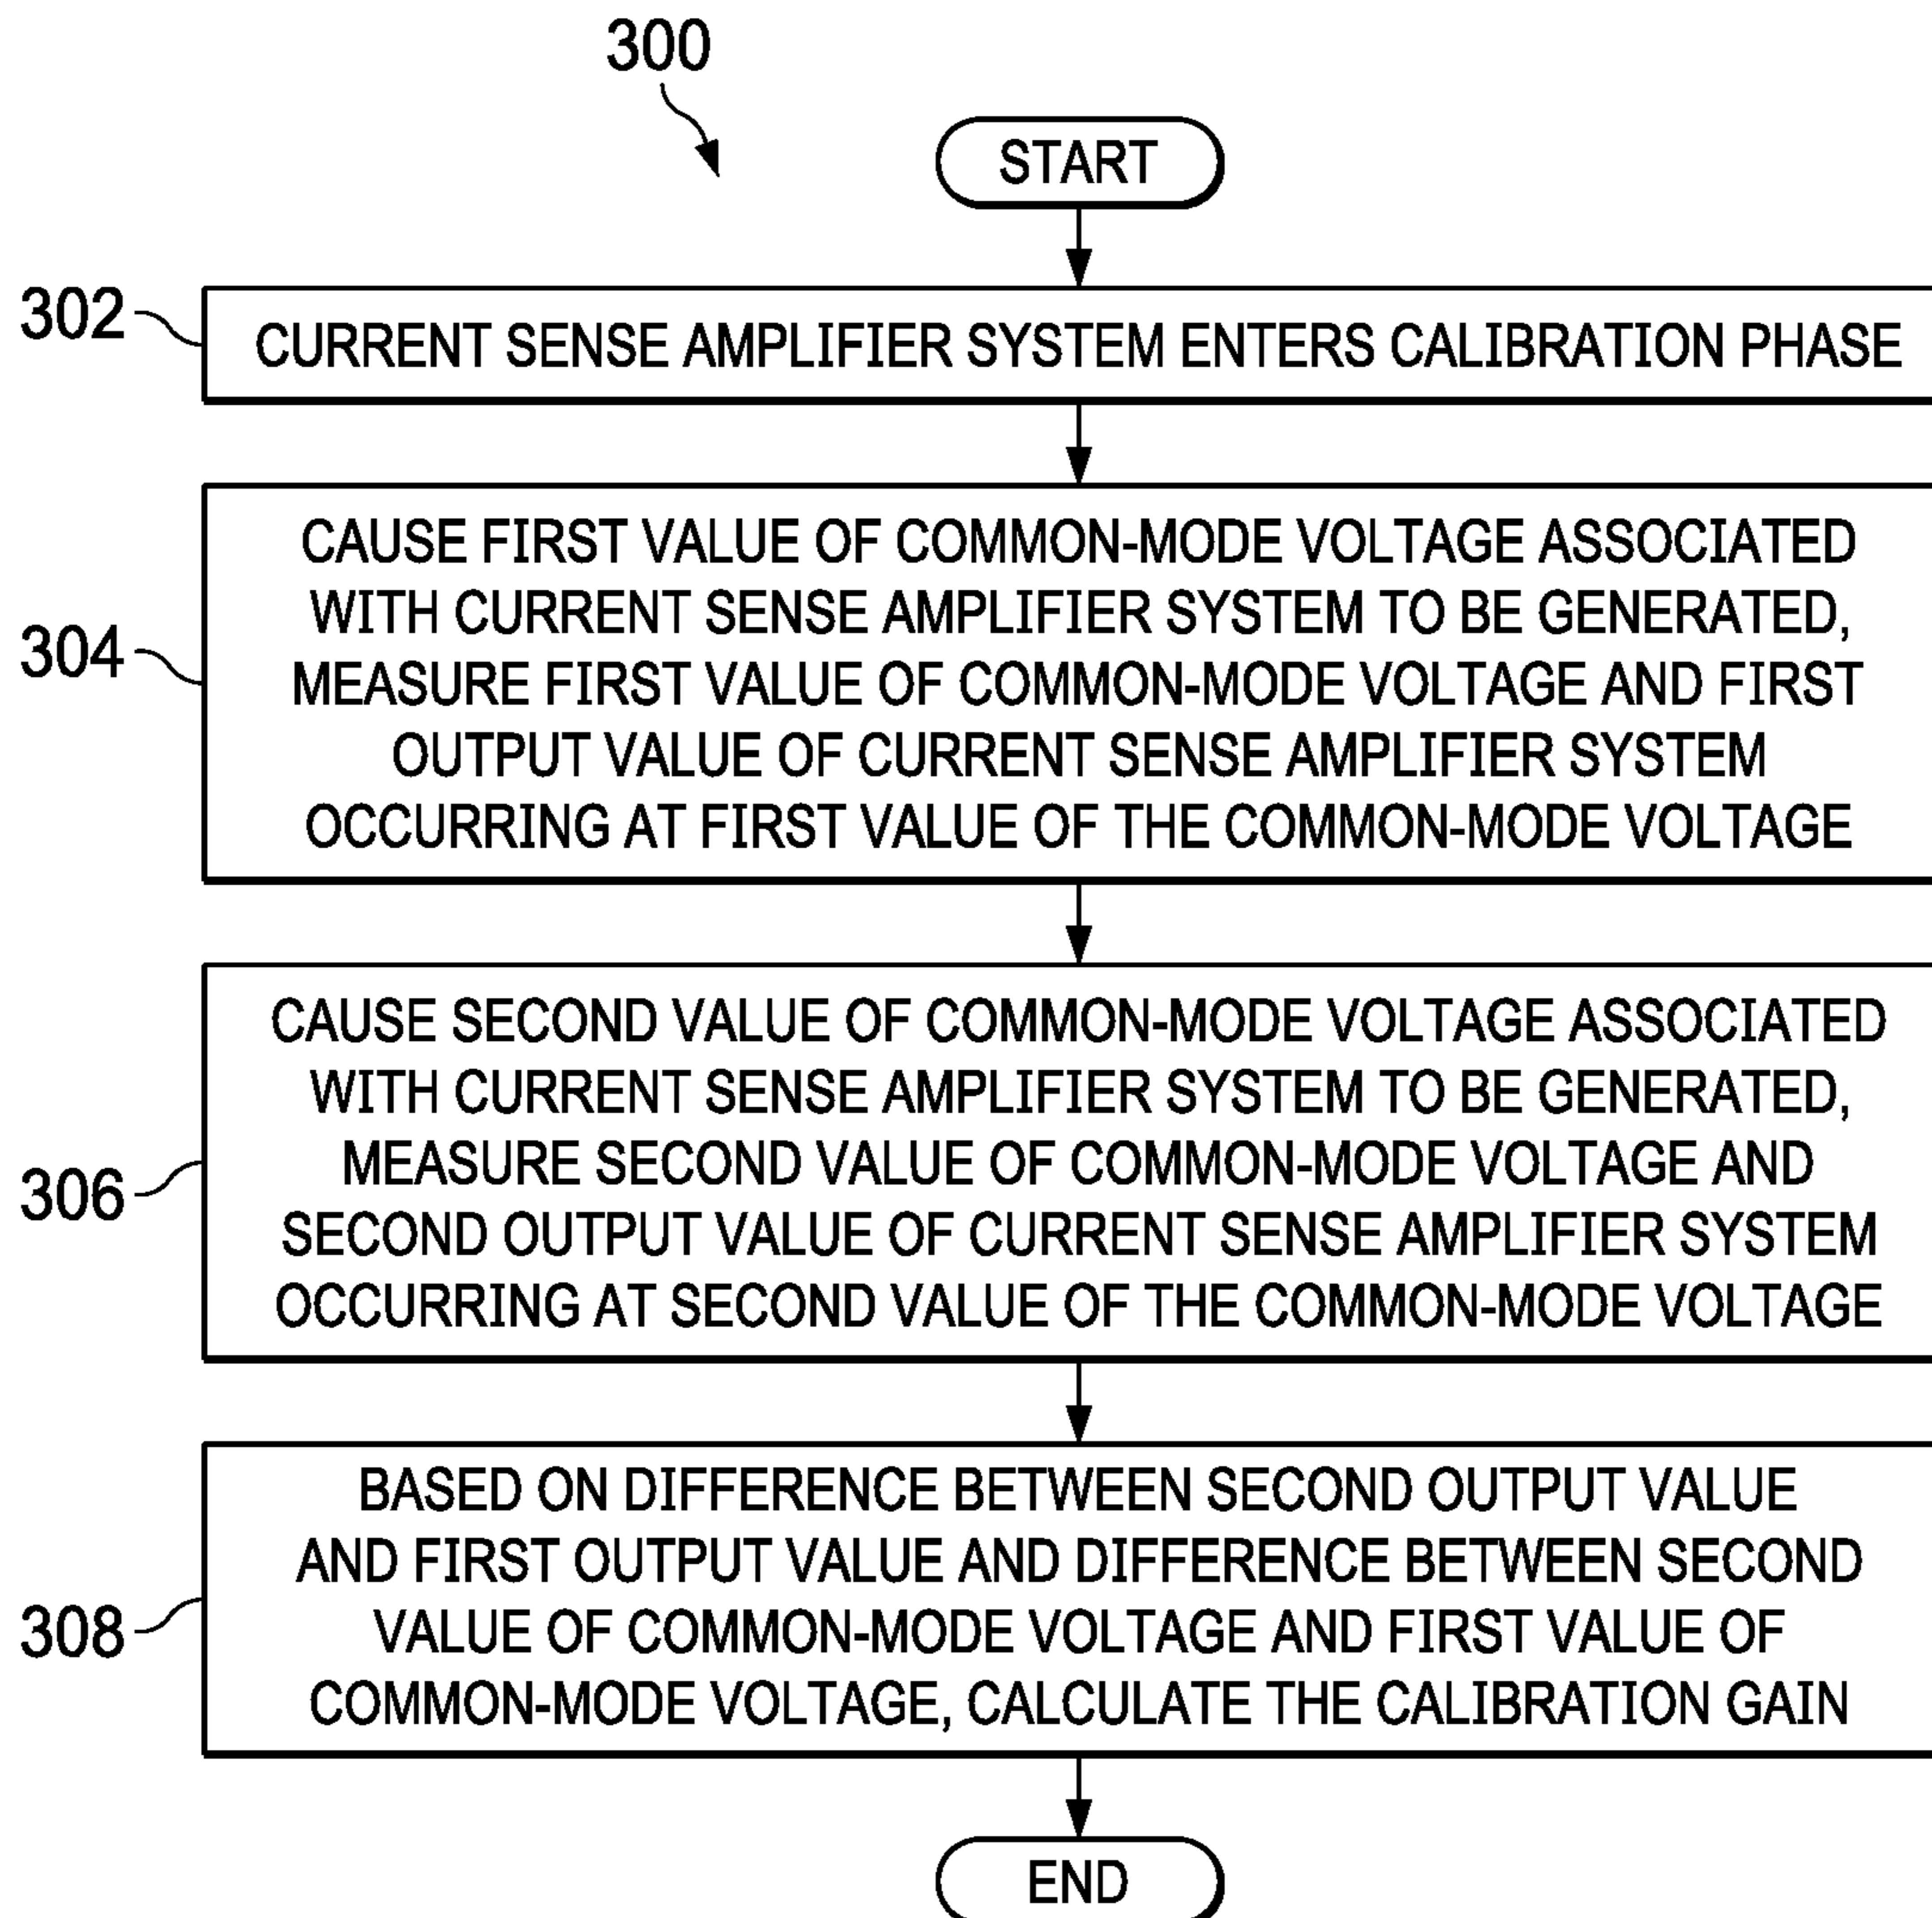 300
START
302
CURRENT SENSE AMPLIFIER SYSTEM ENTERS CALIBRATION PHASE
304
CAUSE FIRST VALUE OF COMMON-MODE VOLTAGE ASSOCIATED
WITH CURRENT SENSE AMPLIFIER SYSTEM TO BE GENERATED,
MEASURE FIRST VALUE OF COMMON-MODE VOLTAGE AND FIRST
OUTPUT VALUE OF CURRENT SENSE AMPLIFIER SYSTEM
OCCURRING AT FIRST VALUE OF THE COMMON-MODE VOLTAGE
306
CAUSE SECOND VALUE OF COMMON-MODE VOLTAGE ASSOCIATED
WITH CURRENT SENSE AMPLIFIER SYSTEM TO BE GENERATED,
MEASURE SECOND VALUE OF COMMON-MODE VOLTAGE AND
SECOND OUTPUT VALUE OF CURRENT SENSE AMPLIFIER SYSTEM
OCCURRING AT SECOND VALUE OF THE COMMON-MODE VOLTAGE
308
BASED ON DIFFERENCE BETWEEN SECOND OUTPUT VALUE
AND FIRST OUTPUT VALUE AND DIFFERENCE BETWEEN SECOND
VALUE OF COMMON-MODE VOLTAGE AND FIRST VALUE OF
COMMON-MODE VOLTAGE, CALCULATE THE CALIBRATION GAIN
END